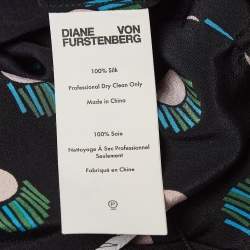 DIANE VON
FURSTENBERG
100% Silk
Professional Dry Clean Only
Made in China
100% Soie
Nettoyage À Sec Professionnel
Seulement
Fabriqué en Chine
P